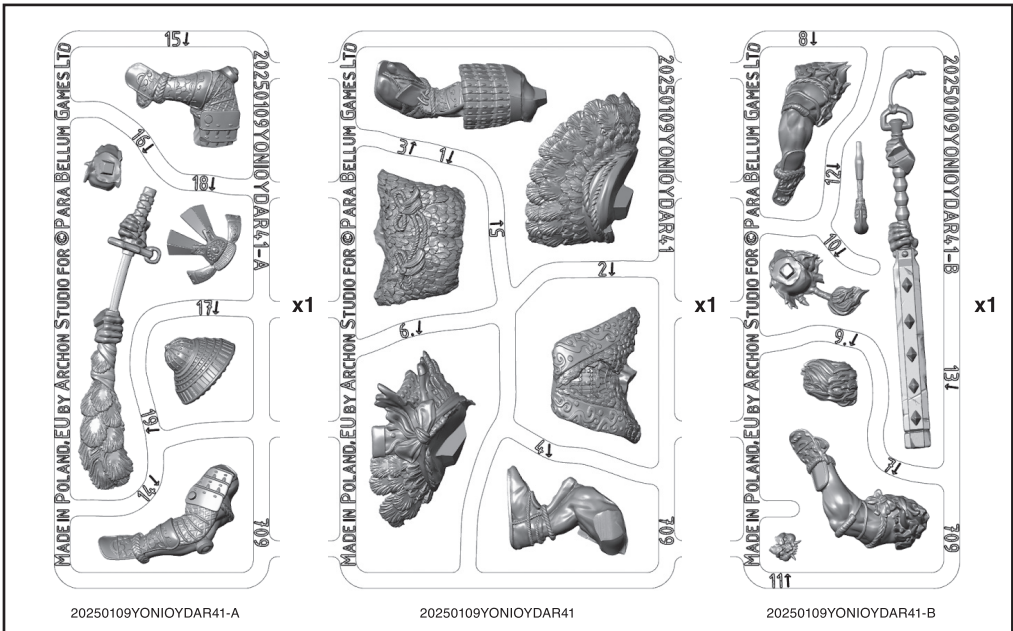 15↓
MADE IN POLAND, EU BY ARCHON STUDIO FOR © PARA BELLUM GAMES LTD
20250109YONIOYDAR41-A
16↓
18↓
17↓
19↓
14↓
709
x1
MADE IN POLAND, EU BY ARCHON STUDIO FOR © PARA BELLUM GAMES LTD
20250109YONIOYDAR41
3↑
1↓
5↓
2↓
6.↓
4↓
709
x1
8↓
MADE IN POLAND, EU BY ARCHON STUDIO FOR © PARA BELLUM GAMES LTD
20250109YONIOYDAR41-B
12↓
10↓
9.↓
13↓
7↓
11↑
709
x1
20250109YONIOYDAR41-A
20250109YONIOYDAR41
20250109YONIOYDAR41-B